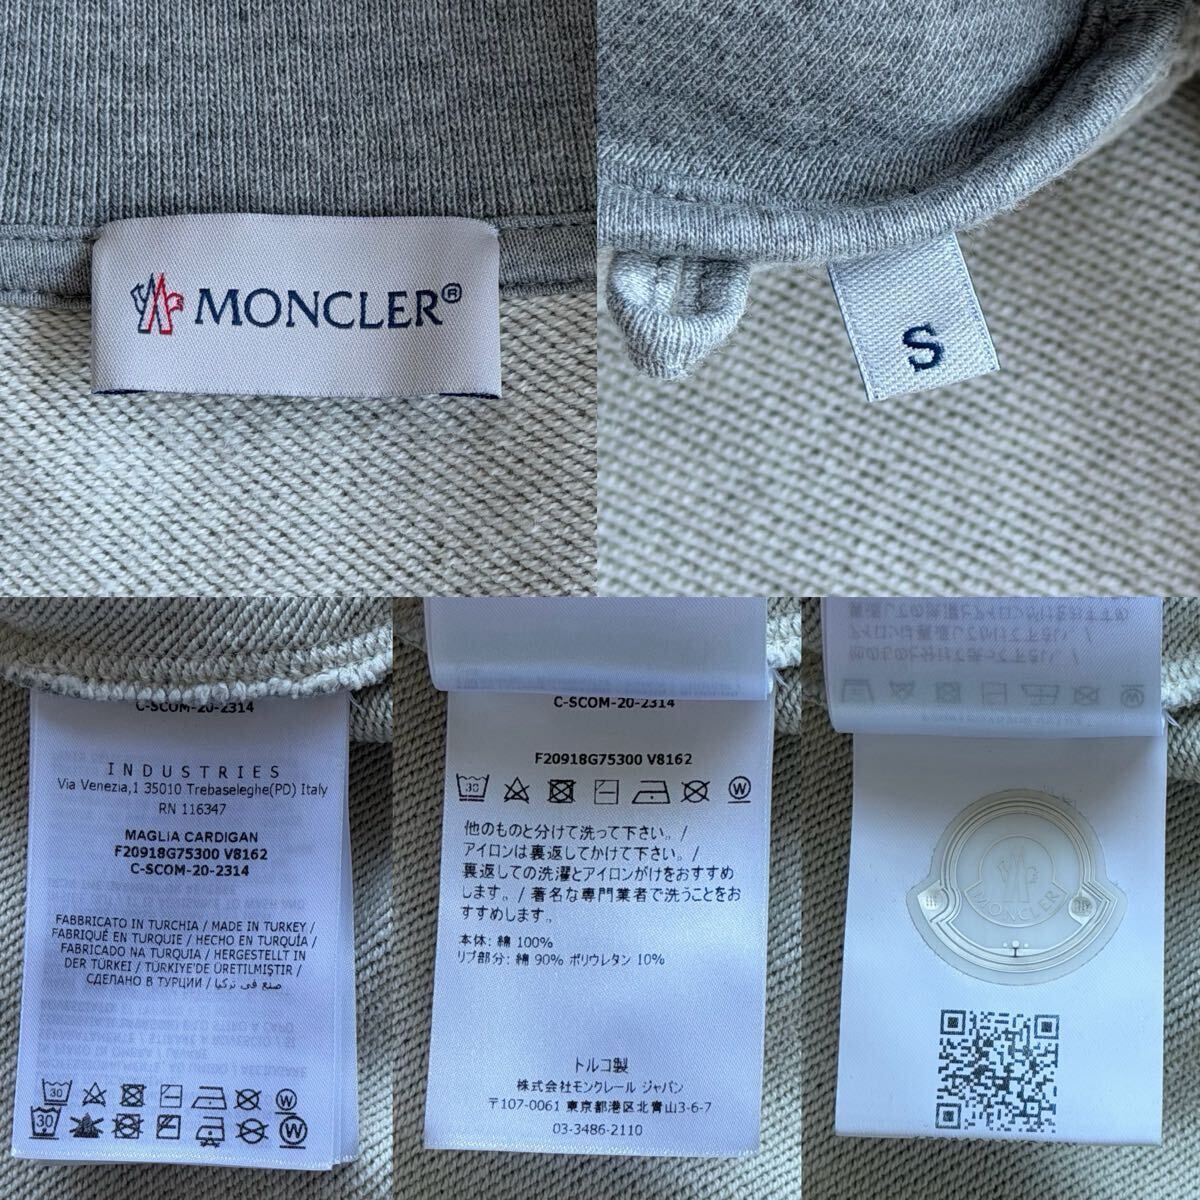 MONCLER®
S
C-SCOM-20-2314
INDUSTRIES
Via Venezia,1 35010 Trebaseleghe(PD) Italy
RN 116347
MAGLIA CARDIGAN
F20918G75300 V8162
C-SCOM-20-2314
FABBRICATO IN TURCHIA / MADE IN TURKEY /
FABRIQUÉ EN TURQUIE / HECHO EN TURQUÍA /
FABRICADO NA TURQUIA / HERGESTELLT IN
DER TÜRKEI / TÜRKIYE'DE ÜRETILMIŞTIR /
СДЕЛАНО В ТУРЦИИ / صنع في تركيا
30
W
30
W
C-SCOM-20-2314
F20918G75300 V8162
30
W
他のものと分けて洗って下さい。/
アイロンは裏返してかけて下さい。/
裏返しての洗濯とアイロンがけをおすすめ
します。/ 著名な専門業者で洗うことをお
すすめします。
本体: 綿 100%
リブ部分: 綿 90% ポリウレタン 10%
トルコ製
株式会社モンクレール ジャパン
〒107-0061 東京都港区北青山3-6-7
03-3486-2110
MONCLER